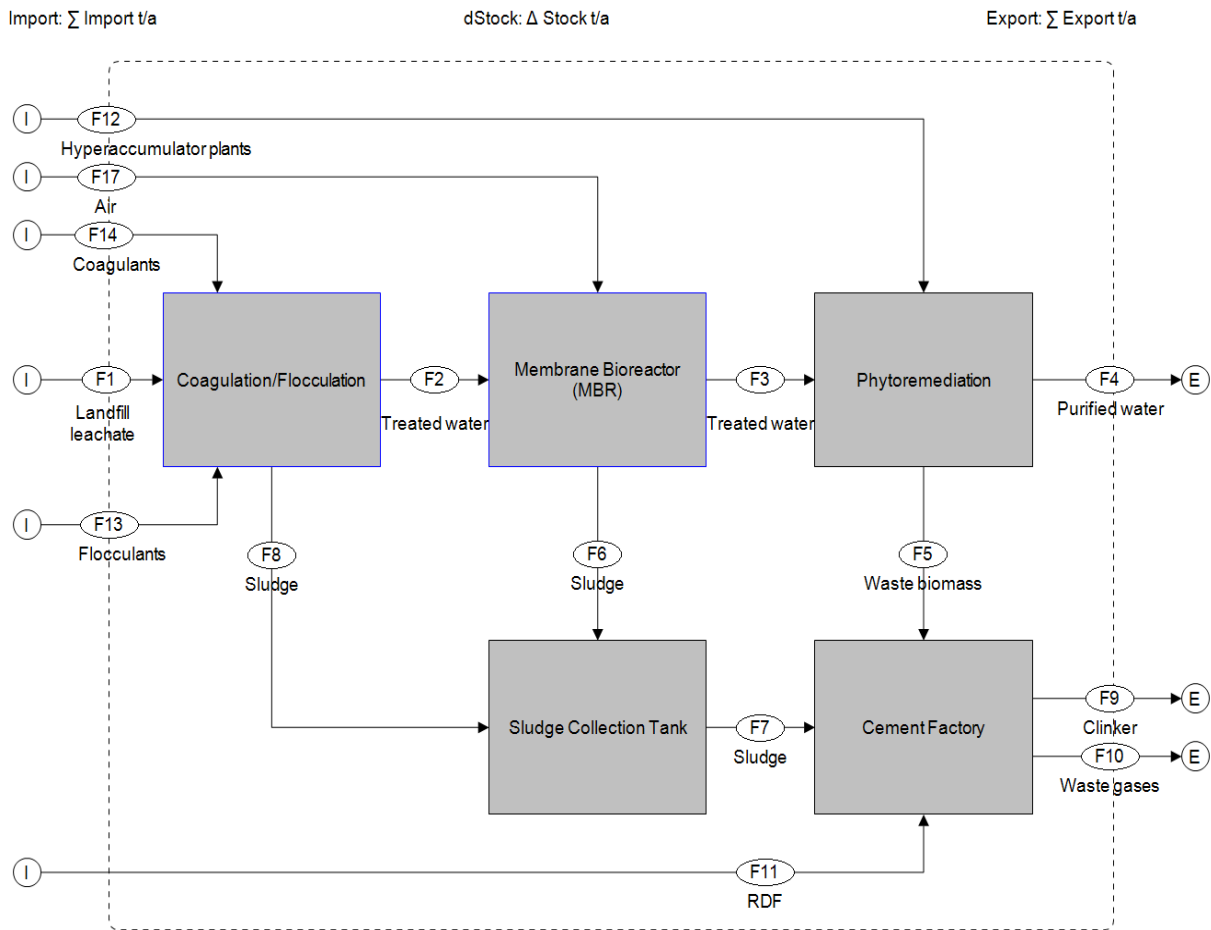 Import: ∑ Import t/a
dStock: Δ Stock t/a
Export: ∑ Export t/a
I
F12
Hyperaccumulator plants
I
F17
Air
I
F14
Coagulants
I
F1
Landfill
leachate
Coagulation/Flocculation
F2
Treated water
Membrane Bioreactor
(MBR)
F3
Treated water
Phytoremediation
F4
Purified water
E
I
F13
Flocculants
F8
Sludge
F6
Sludge
F5
Waste biomass
Sludge Collection Tank
F7
Sludge
Cement Factory
F9
Clinker
E
F10
Waste gases
E
I
F11
RDF